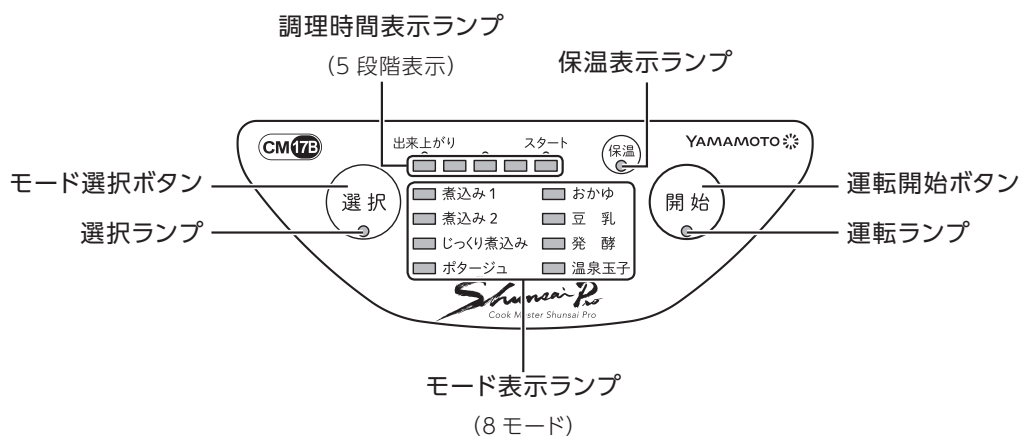 調理時間表示ランプ
（5 段階表示）
保温表示ランプ
CM17B
出来上がり
スタート
保温
YAMAMOTO
モード選択ボタン
選択
選択ランプ
煮込み 1
おかゆ
煮込み 2
豆 乳
じっくり煮込み
発 酵
ポタージュ
温泉玉子
開始
運転開始ボタン
運転ランプ
Shunsai Pro
Cook Master Shunsai Pro
モード表示ランプ
（8 モード）